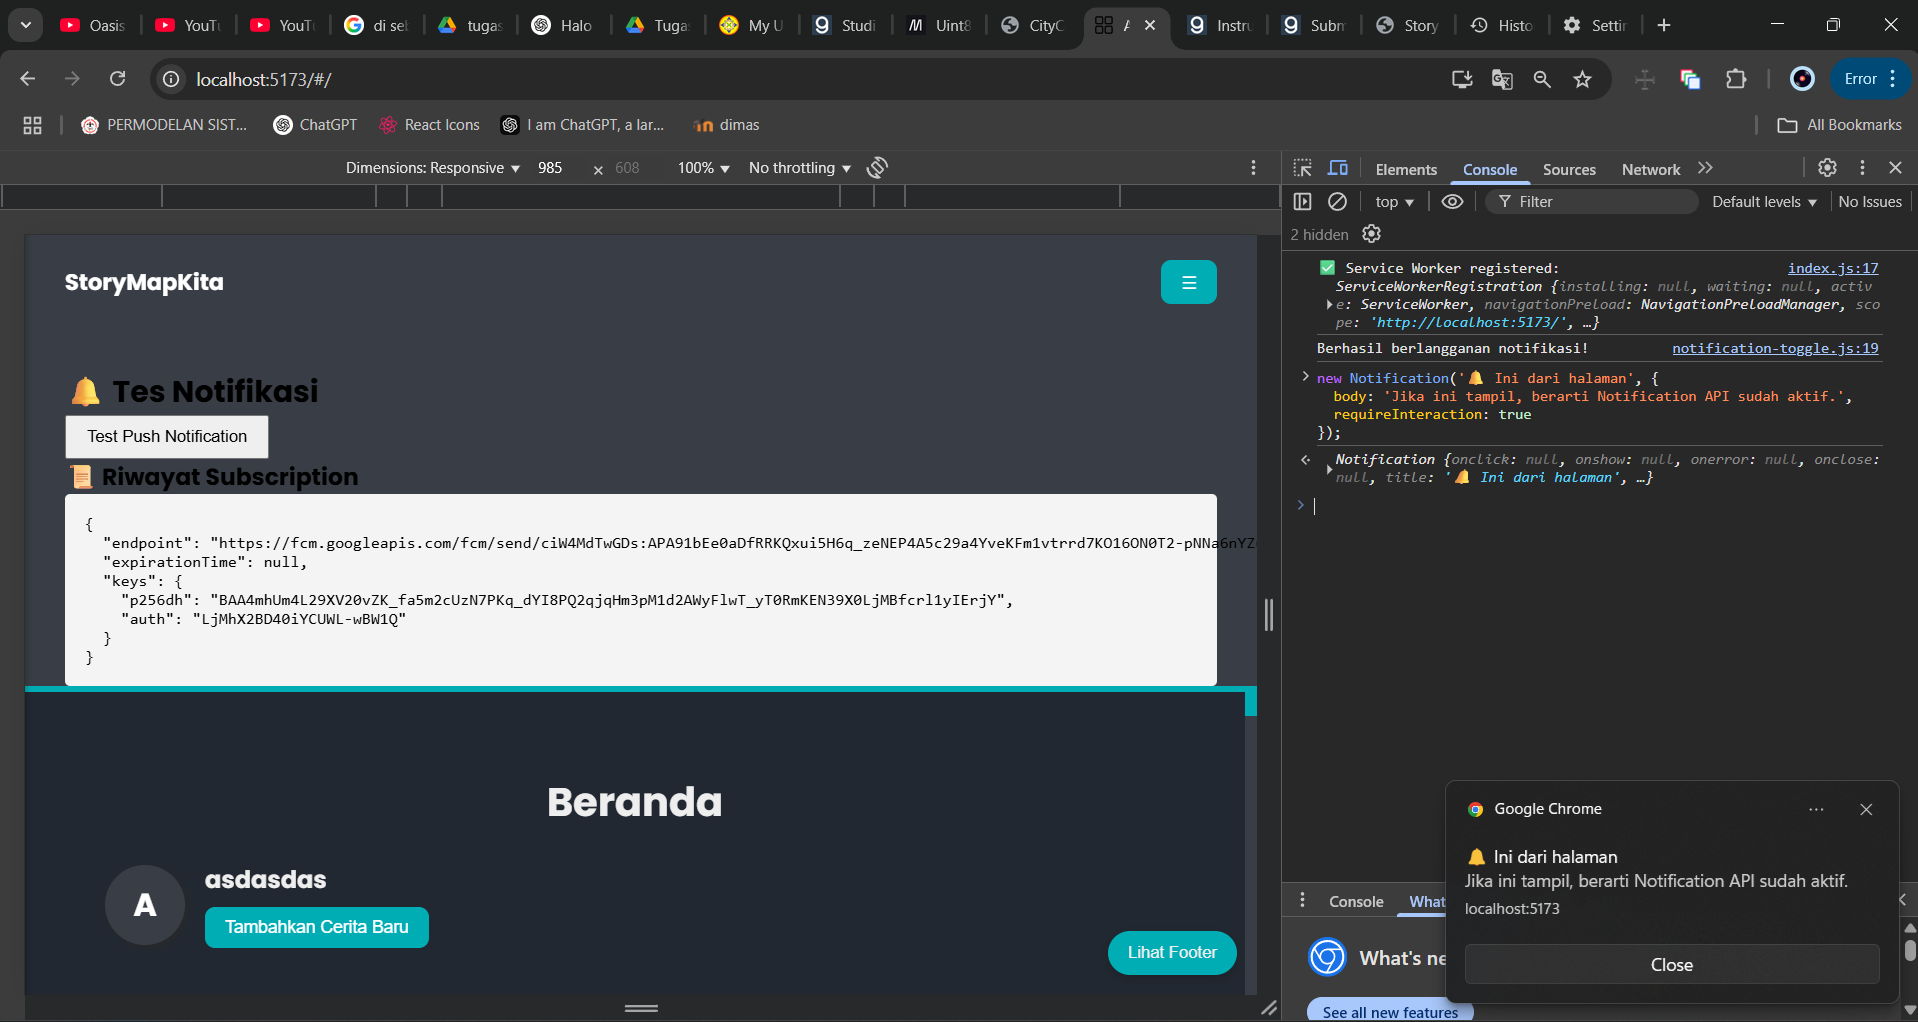 Oasis
YouTu
YouTu
di seb
tugas
Halo
Tugas
My U
Studi
Uint8
CityC
Instru
Subm
Story
Histo
Settin
localhost:5173/#/
Error
PERMODELAN SIST...
ChatGPT
React Icons
I am ChatGPT, a lar...
dimas
All Bookmarks
Dimensions: Responsive
985
x
608
100%
No throttling
StoryMapKita
☰
🔔 Tes Notifikasi
Test Push Notification
📜 Riwayat Subscription
{
"endpoint": "https://fcm.googleapis.com/fcm/send/ciW4MdTwGDs:APA91bEe0aDfRRKQxui5H6q_zeNEP4A5c29a4YveKFm1vtrrd7KO16ON0T2-pNNa6nYZ
"expirationTime": null,
"keys": {
"p256dh": "BAA4mhUm4L29XV20vZK_fa5m2cUzN7PKq_dYI8PQ2qjqHm3pM1d2AWyFlwT_yT0RmKEN39X0LjMBfcrl1yIErjY",
"auth": "LjMhX2BD40iYCUWL-wBW1Q"
}
}
Beranda
A
asdasdas
Tambahkan Cerita Baru
Lihat Footer
Elements
Console
Sources
Network
top
Filter
Default levels
No Issues
2 hidden
✅ Service Worker registered:
index.js:17
ServiceWorkerRegistration {installing: null, waiting: null, activ
e: ServiceWorker, navigationPreload: NavigationPreloadManager, sco
pe: 'http://localhost:5173/', …}
Berhasil berlangganan notifikasi!
notification-toggle.js:19
new Notification('🔔 Ini dari halaman', {
body: 'Jika ini tampil, berarti Notification API sudah aktif.',
requireInteraction: true
});
Notification {onclick: null, onshow: null, onerror: null, onclose:
null, title: '🔔 Ini dari halaman', …}
Console
What
What's ne
See all new features
Google Chrome
🔔 Ini dari halaman
Jika ini tampil, berarti Notification API sudah aktif.
localhost:5173
Close